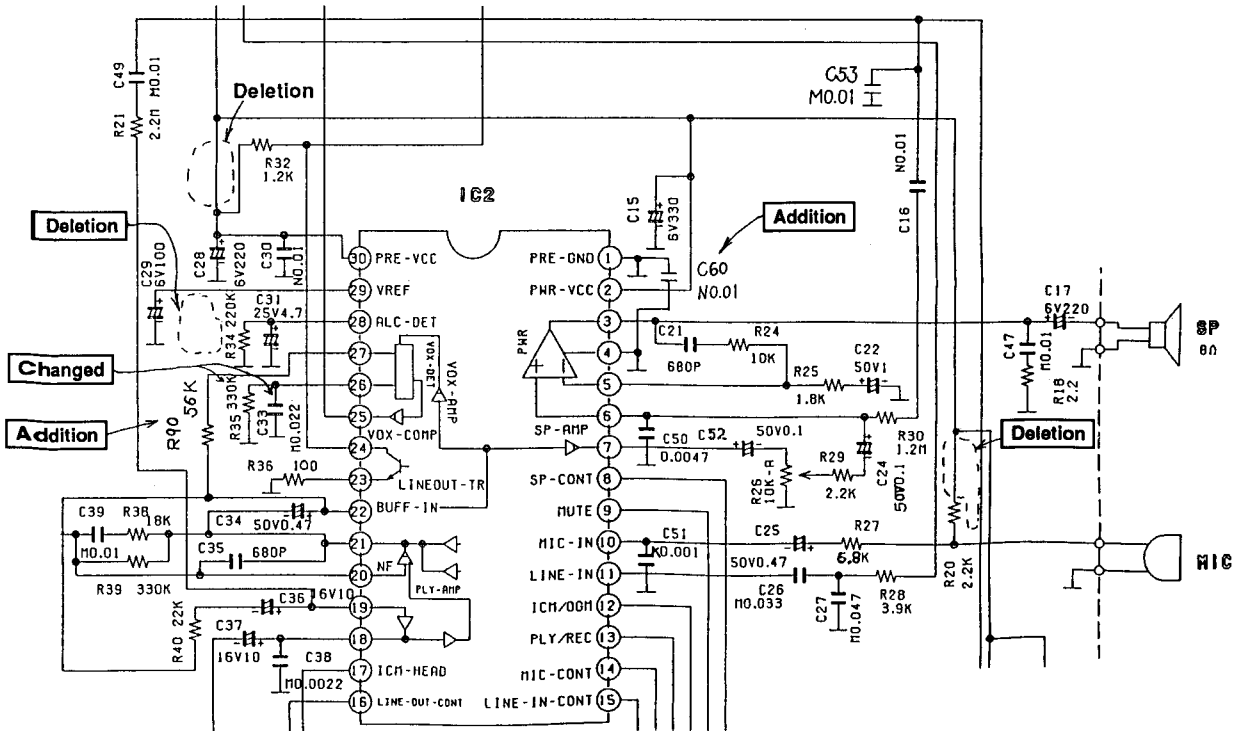 C49
M0.01
R21
2.2M
Deletion
R32
1.2K
C53
M0.01
IC2
N0.01
C16
C15
6V330
Addition
C60
N0.01
Deletion
C29
6V100
C28
6V220
C30
N0.01
30 PRE-VCC
29 VREF
28 ALC-DET
27
26
25
VOX-COMP
24
23
LINEOUT-TR
22
BUFF-IN
21
NF
20
PLY-AMP
19
18
17
ICM-HEAD
16 LINE-OUT-CONT
VOX-DET
VOX-AMP
PRE-GND 1
PWR-VCC 2
3
PWR
4
5
6
SP-AMP
7
SP-CONT 8
MUTE 9
MIC-IN 10
LINE-IN 11
ICM/OGM 12
PLY/REC 13
MIC-CONT 14
LINE-IN-CONT 15
R34 220K
C31
25V4.7
Changed
R35 330K
C33
M0.022
Addition
R90 56K
R36 100
C39
R38
18K
M0.01
R39 330K
C34
50V0.47
C35
680P
C36
16V10
R40 22K
C37
16V10
C38
M0.0022
C21
680P
R24
10K
R25
1.8K
C22
50V1
C17
6V220
C47
M0.01
R18
2.2
SP
8Ω
C50
0.0047
C52
50V0.1
R26
10K-A
R29
2.2K
C24
50V0.1
R30
1.2M
Deletion
C51
K0.001
C25
50V0.47
R27
6.8K
R20
2.2K
C26
M0.033
C27
M0.047
R28
3.9K
MIC